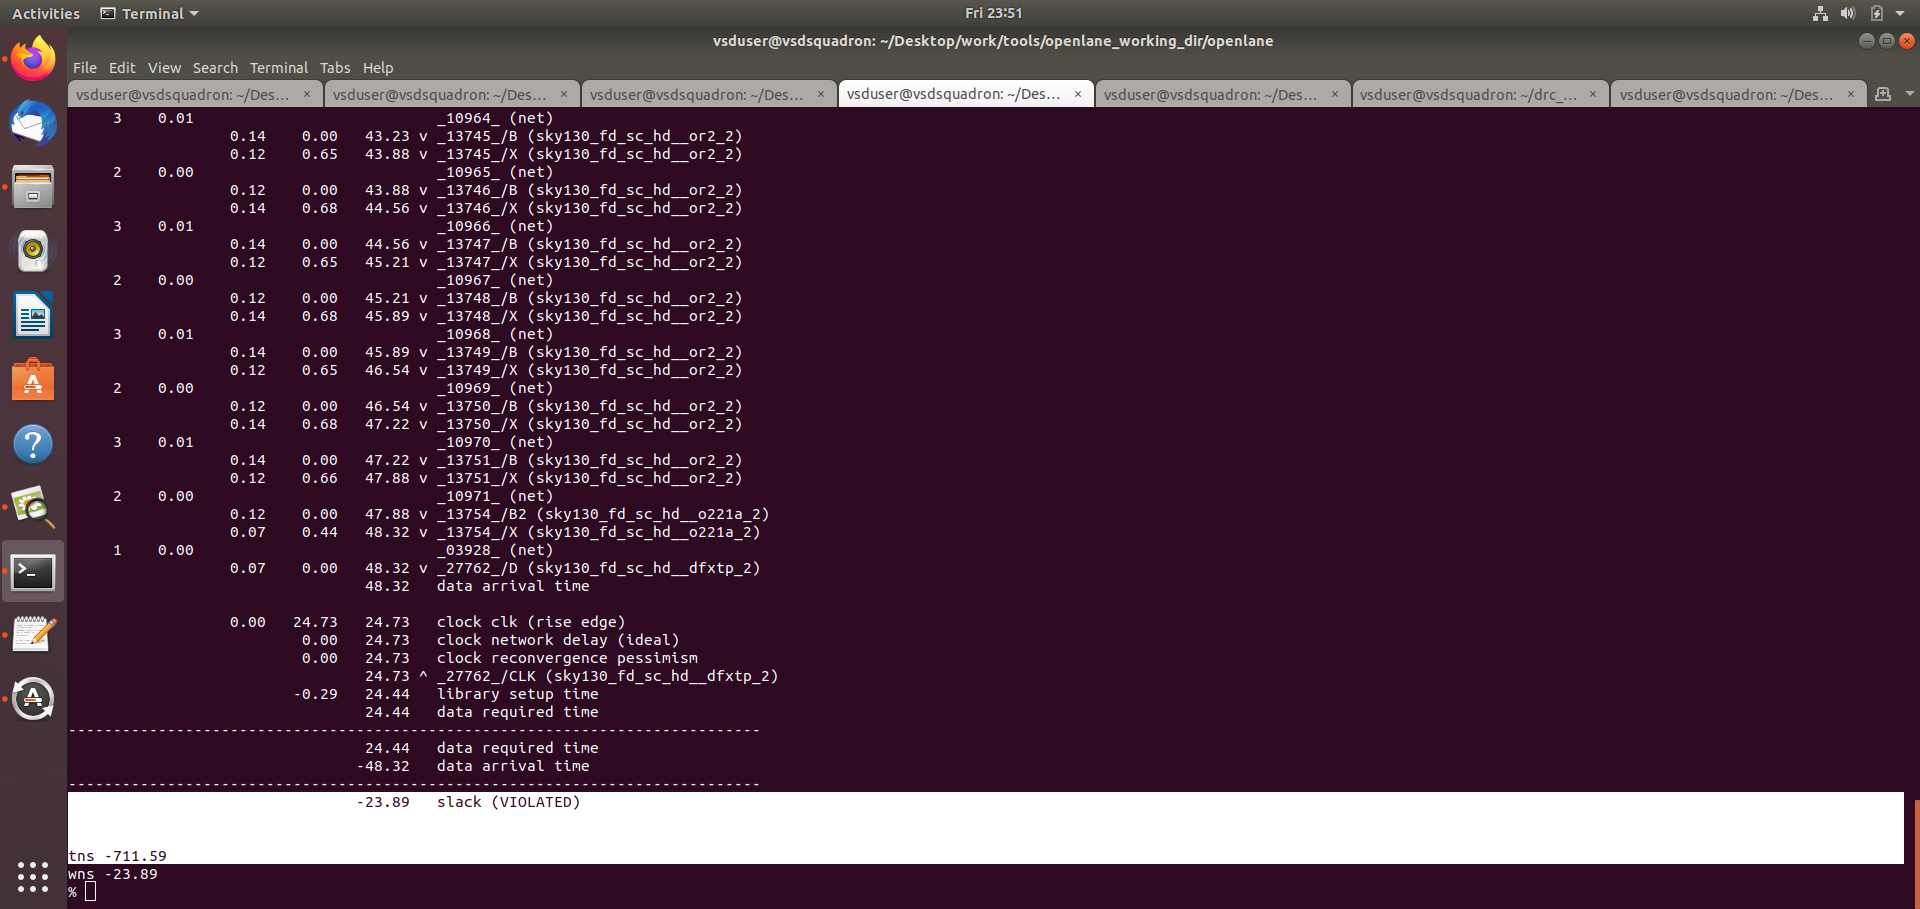 Activities Terminal Fri 23:51
vsduser@vsdsquadron: ~/Desktop/work/tools/openlane_working_dir/openlane
File Edit View Search Terminal Tabs Help
vsduser@vsdsquadron: ~/Des... × vsduser@vsdsquadron: ~/Des... × vsduser@vsdsquadron: ~/Des... × vsduser@vsdsquadron: ~/Des... × vsduser@vsdsquadron: ~/Des... × vsduser@vsdsquadron: ~/drc_... × vsduser@vsdsquadron: ~/Des... ×
3 0.01 _10964_ (net)
0.14 0.00 43.23 v _13745_/B (sky130_fd_sc_hd__or2_2)
0.12 0.65 43.88 v _13745_/X (sky130_fd_sc_hd__or2_2)
2 0.00 _10965_ (net)
0.12 0.00 43.88 v _13746_/B (sky130_fd_sc_hd__or2_2)
0.14 0.68 44.56 v _13746_/X (sky130_fd_sc_hd__or2_2)
3 0.01 _10966_ (net)
0.14 0.00 44.56 v _13747_/B (sky130_fd_sc_hd__or2_2)
0.12 0.65 45.21 v _13747_/X (sky130_fd_sc_hd__or2_2)
2 0.00 _10967_ (net)
0.12 0.00 45.21 v _13748_/B (sky130_fd_sc_hd__or2_2)
0.14 0.68 45.89 v _13748_/X (sky130_fd_sc_hd__or2_2)
3 0.01 _10968_ (net)
0.14 0.00 45.89 v _13749_/B (sky130_fd_sc_hd__or2_2)
0.12 0.65 46.54 v _13749_/X (sky130_fd_sc_hd__or2_2)
2 0.00 _10969_ (net)
0.12 0.00 46.54 v _13750_/B (sky130_fd_sc_hd__or2_2)
0.14 0.68 47.22 v _13750_/X (sky130_fd_sc_hd__or2_2)
3 0.01 _10970_ (net)
0.14 0.00 47.22 v _13751_/B (sky130_fd_sc_hd__or2_2)
0.12 0.66 47.88 v _13751_/X (sky130_fd_sc_hd__or2_2)
2 0.00 _10971_ (net)
0.12 0.00 47.88 v _13754_/B2 (sky130_fd_sc_hd__o221a_2)
0.07 0.44 48.32 v _13754_/X (sky130_fd_sc_hd__o221a_2)
1 0.00 _03928_ (net)
0.07 0.00 48.32 v _27762_/D (sky130_fd_sc_hd__dfxtp_2)
48.32 data arrival time
0.00 24.73 24.73 clock clk (rise edge)
0.00 24.73 clock network delay (ideal)
0.00 24.73 clock reconvergence pessimism
24.73 ^ _27762_/CLK (sky130_fd_sc_hd__dfxtp_2)
-0.29 24.44 library setup time
24.44 data required time
-----------------------------------------------------------------------------
24.44 data required time
-48.32 data arrival time
-----------------------------------------------------------------------------
-23.89 slack (VIOLATED)
tns -711.59
wns -23.89
%